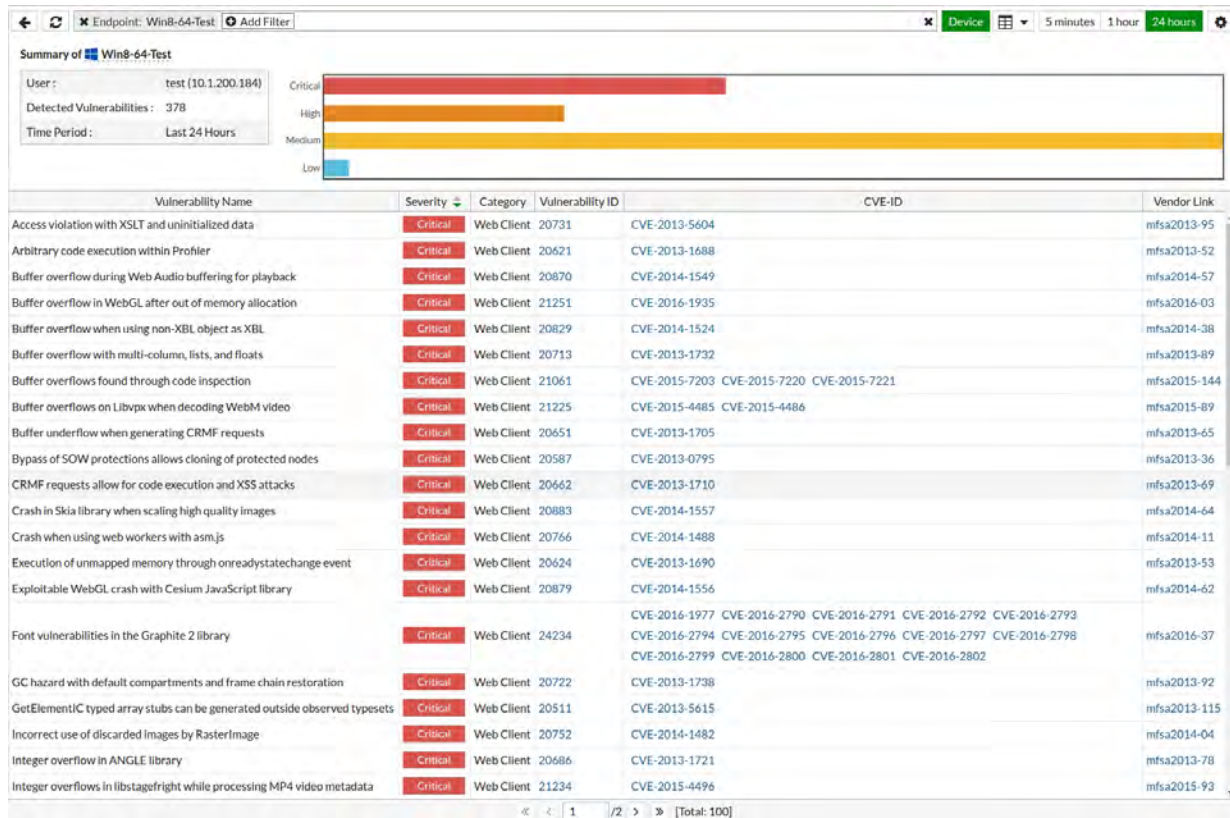 Endpoint: Win8-64-Test Add Filter Device 5 minutes 1 hour 24 hours
Summary of Win8-64-Test
User : test (10.1.200.184)
Detected Vulnerabilities : 378
Time Period : Last 24 Hours
Critical
High
Medium
Low
Vulnerability Name Severity Category Vulnerability ID CVE-ID Vendor Link
Access violation with XSLT and uninitialized data Critical Web Client 20731 CVE-2013-5604 mfsa2013-95
Arbitrary code execution within Profiler Critical Web Client 20621 CVE-2013-1688 mfsa2013-52
Buffer overflow during Web Audio buffering for playback Critical Web Client 20870 CVE-2014-1549 mfsa2014-57
Buffer overflow in WebGL after out of memory allocation Critical Web Client 21251 CVE-2016-1935 mfsa2016-03
Buffer overflow when using non-XBL object as XBL Critical Web Client 20829 CVE-2014-1524 mfsa2014-38
Buffer overflow with multi-column, lists, and floats Critical Web Client 20713 CVE-2013-1732 mfsa2013-89
Buffer overflows found through code inspection Critical Web Client 21061 CVE-2015-7203 CVE-2015-7220 CVE-2015-7221 mfsa2015-144
Buffer overflows on Libvpx when decoding WebM video Critical Web Client 21225 CVE-2015-4485 CVE-2015-4486 mfsa2015-89
Buffer underflow when generating CRMF requests Critical Web Client 20651 CVE-2013-1705 mfsa2013-65
Bypass of SOW protections allows cloning of protected nodes Critical Web Client 20587 CVE-2013-0795 mfsa2013-36
CRMF requests allow for code execution and XSS attacks Critical Web Client 20662 CVE-2013-1710 mfsa2013-69
Crash in Skia library when scaling high quality images Critical Web Client 20883 CVE-2014-1557 mfsa2014-64
Crash when using web workers with asm.js Critical Web Client 20766 CVE-2014-1488 mfsa2014-11
Execution of unmapped memory through onreadystatechange event Critical Web Client 20624 CVE-2013-1690 mfsa2013-53
Exploitable WebGL crash with Cesium JavaScript library Critical Web Client 20879 CVE-2014-1556 mfsa2014-62
CVE-2016-1977 CVE-2016-2790 CVE-2016-2791 CVE-2016-2792 CVE-2016-2793
Font vulnerabilities in the Graphite 2 library Critical Web Client 24234 CVE-2016-2794 CVE-2016-2795 CVE-2016-2796 CVE-2016-2797 CVE-2016-2798 mfsa2016-37
CVE-2016-2799 CVE-2016-2800 CVE-2016-2801 CVE-2016-2802
GC hazard with default compartments and frame chain restoration Critical Web Client 20722 CVE-2013-1738 mfsa2013-92
GetElementIC typed array stubs can be generated outside observed typesets Critical Web Client 20511 CVE-2013-5615 mfsa2013-115
Incorrect use of discarded images by RasterImage Critical Web Client 20752 CVE-2014-1482 mfsa2014-04
Integer overflow in ANGLE library Critical Web Client 20686 CVE-2013-1721 mfsa2013-78
Integer overflows in libstagefright while processing MP4 video metadata Critical Web Client 21234 CVE-2015-4496 mfsa2015-93
1 /2 [Total: 100]